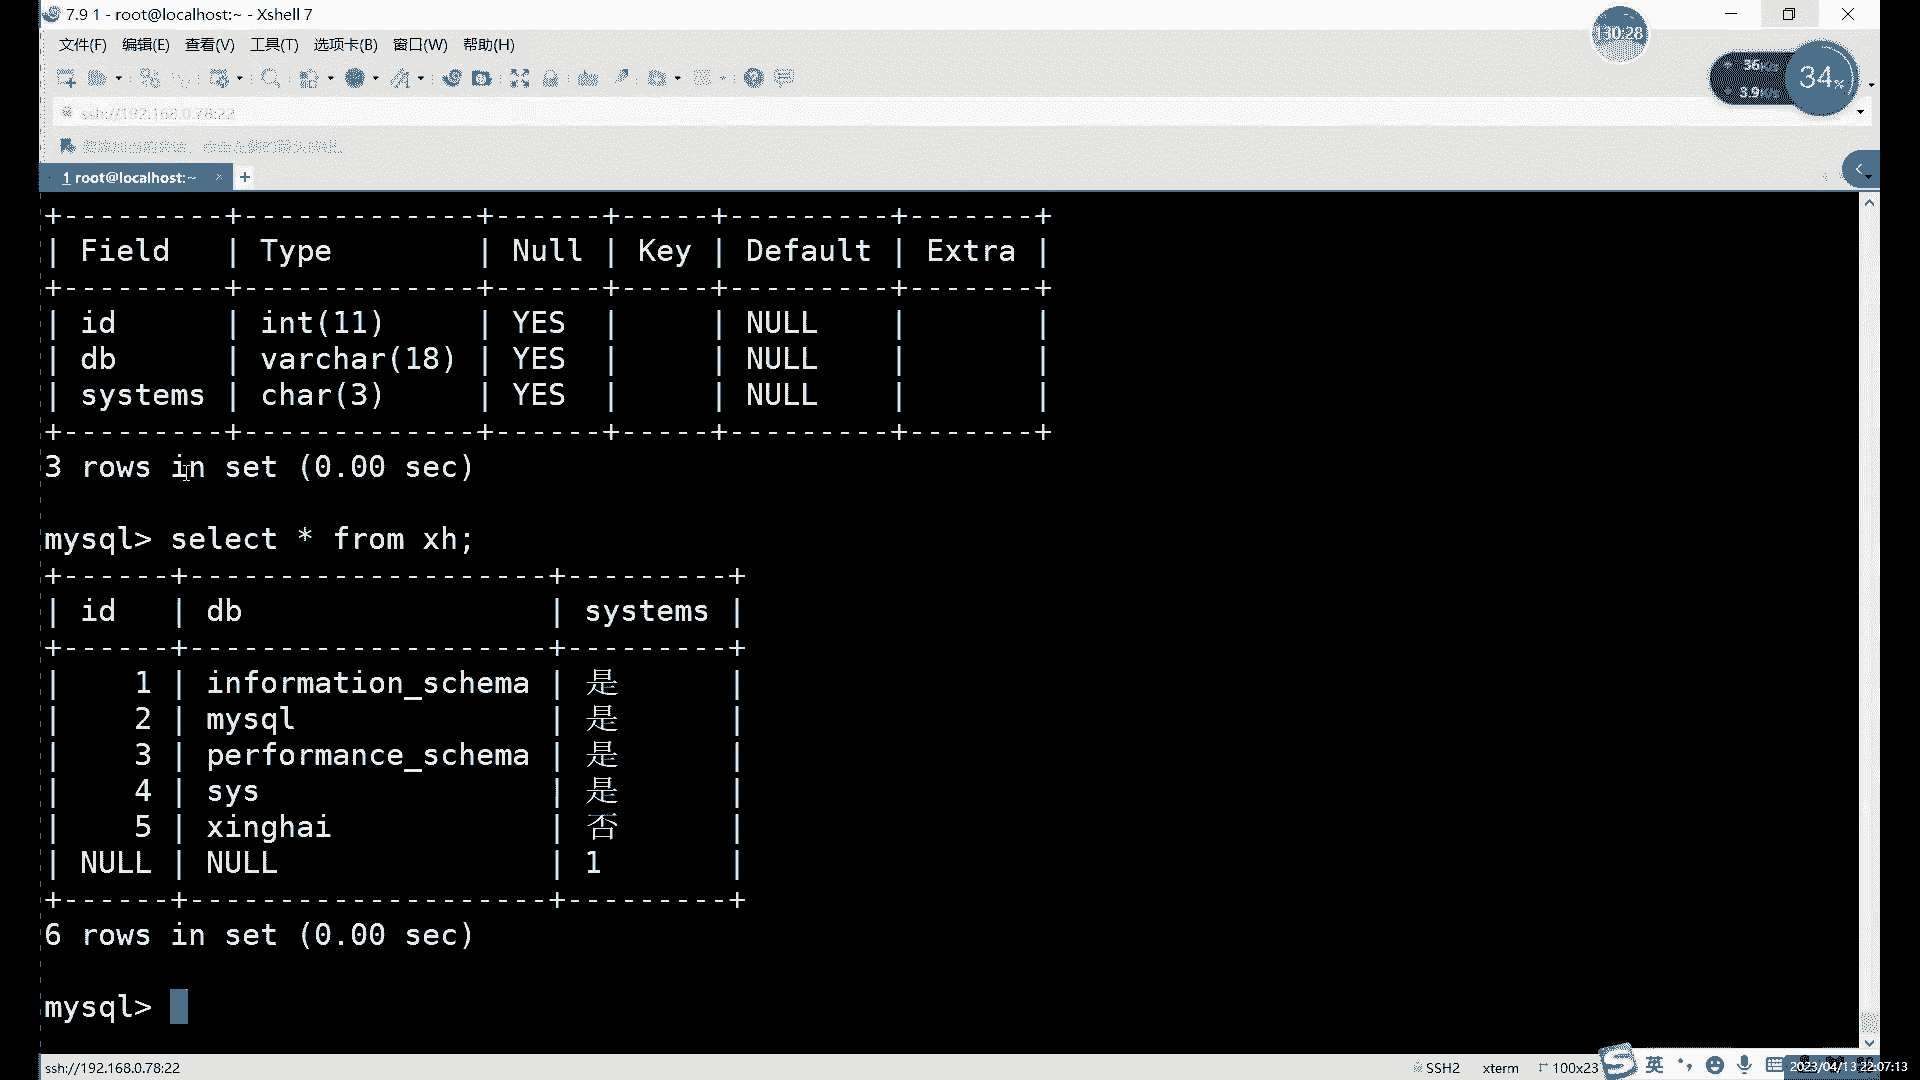 7.9 1 - root@localhost:~ - Xshell 7
130:28
文件(F) 编辑(E) 查看(V) 工具(T) 选项卡(B) 窗口(W) 帮助(H)
36K/s
34%
3.9K/s
ssh://192.168.0.78:22
1 root@localhost:~ × +
+---------+-------------+------+-----+---------+-------+
| Field   | Type        | Null | Key | Default | Extra |
+---------+-------------+------+-----+---------+-------+
| id      | int(11)     | YES  |     | NULL    |       |
| db      | varchar(18) | YES  |     | NULL    |       |
| systems | char(3)     | YES  |     | NULL    |       |
+---------+-------------+------+-----+---------+-------+
3 rows in set (0.00 sec)
mysql> select * from xh;
+------+--------------------+---------+
| id   | db                 | systems |
+------+--------------------+---------+
|    1 | information_schema | 是      |
|    2 | mysql              | 是      |
|    3 | performance_schema | 是      |
|    4 | sys                | 是      |
|    5 | xinghai            | 否      |
| NULL | NULL               | 1       |
+------+--------------------+---------+
6 rows in set (0.00 sec)
mysql>
ssh://192.168.0.78:22 SSH2 xterm 100x23 英 2023/04/13 22:07:13